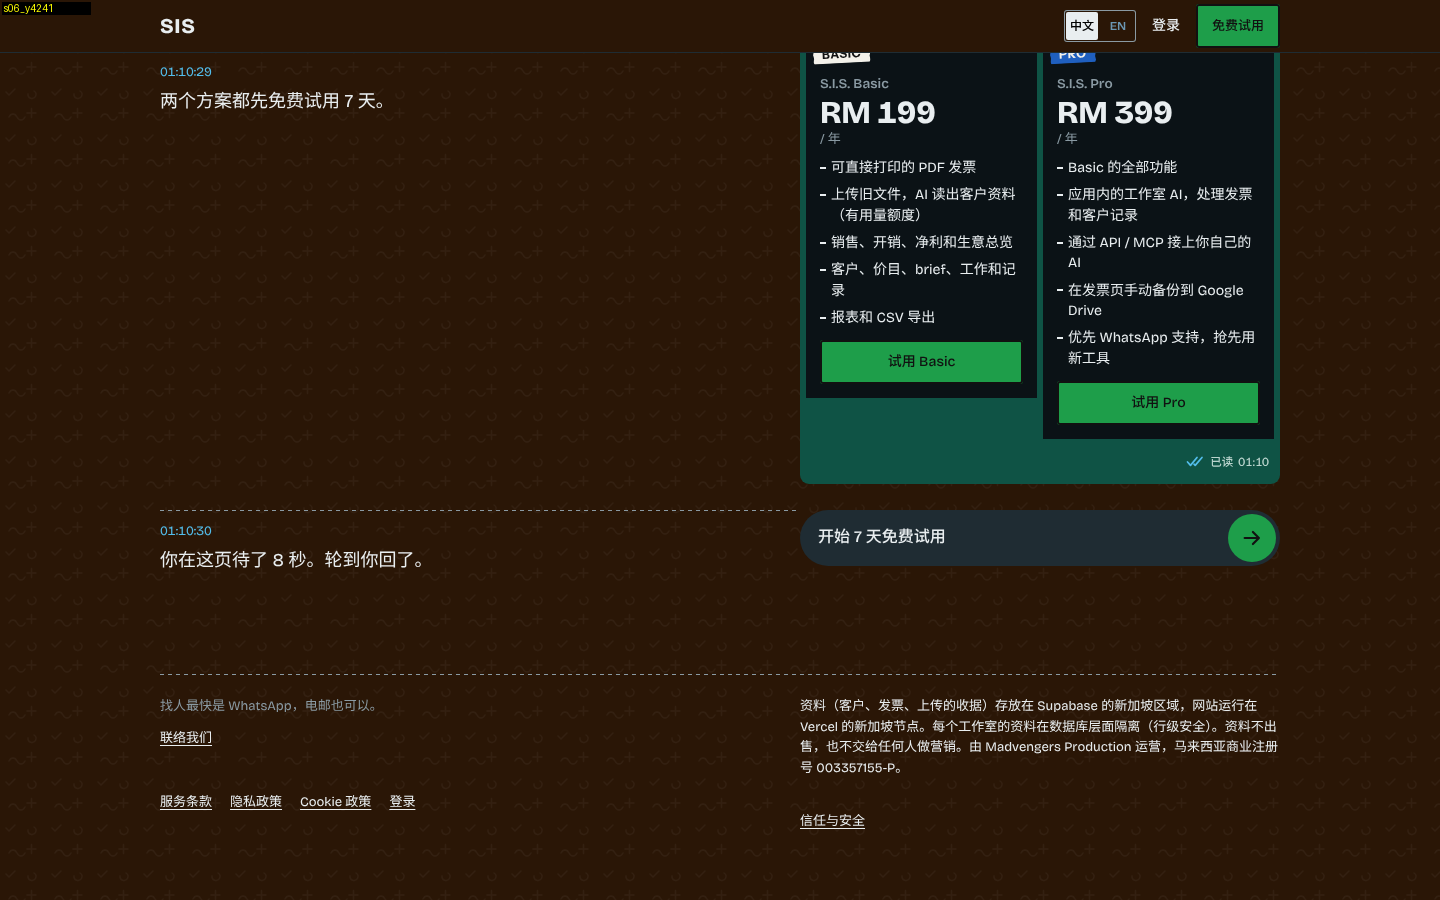 s06_y4241
SIS
中文
EN
登录
免费试用
01:10:29
两个方案都先免费试用 7 天。
BASIC
S.I.S. Basic
RM 199
/ 年
可直接打印的 PDF 发票
上传旧文件，AI 读出客户资料
（有用量额度）
销售、开销、净利和生意总览
客户、价目、brief、工作和记
录
报表和 CSV 导出
试用 Basic
PRO
S.I.S. Pro
RM 399
/ 年
Basic 的全部功能
应用内的工作室 AI，处理发票
和客户记录
通过 API / MCP 接上你自己的
AI
在发票页手动备份到 Google
Drive
优先 WhatsApp 支持，抢先用
新工具
试用 Pro
已读 01:10
01:10:30
你在这页待了 8 秒。轮到你回了。
开始 7 天免费试用
找人最快是 WhatsApp，电邮也可以。
联络我们
服务条款
隐私政策
Cookie 政策
登录
资料（客户、发票、上传的收据）存放在 Supabase 的新加坡区域，网站运行在
Vercel 的新加坡节点。每个工作室的资料在数据库层面隔离（行级安全）。资料不出
售，也不交给任何人做营销。由 Madvengers Production 运营，马来西亚商业注册
号 003357155-P。
信任与安全